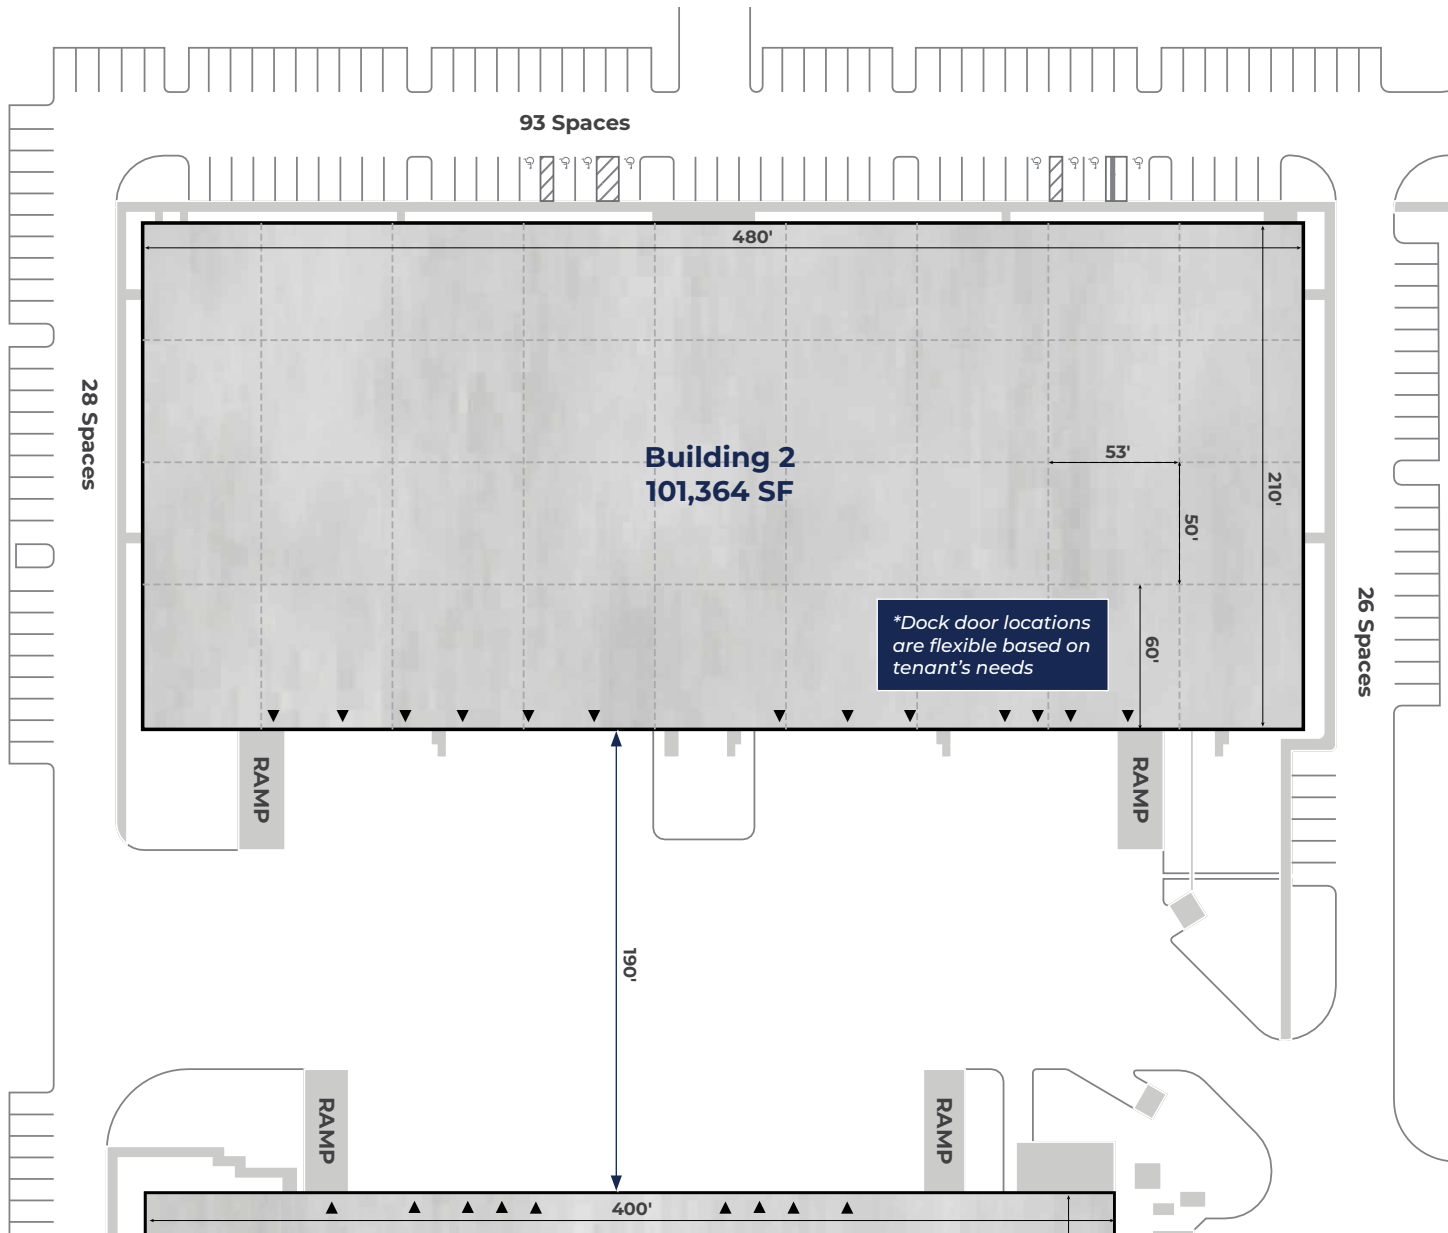 93 Spaces
480'
28 Spaces
Building 2
101,364 SF
53'
210'
50'
*Dock door locations
are flexible based on
tenant's needs
60'
26 Spaces
RAMP
RAMP
190'
RAMP
RAMP
400'